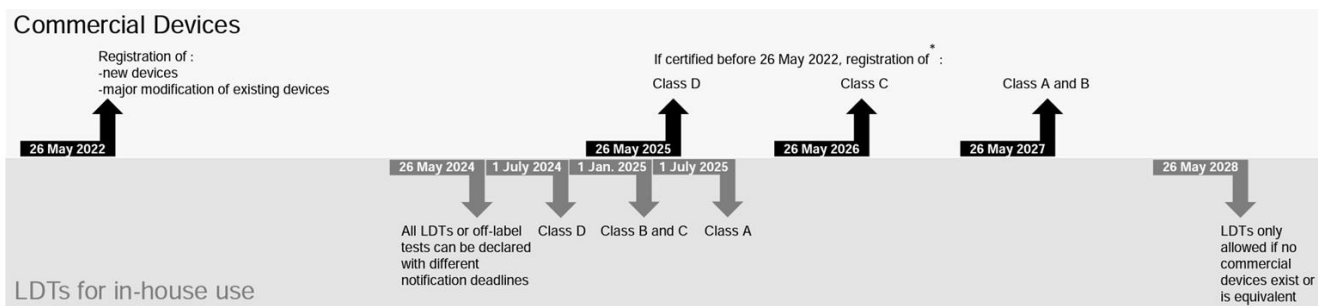 Commercial Devices
Registration of :
-new devices
-major modification of existing devices
If certified before 26 May 2022, registration of* :
Class D
Class C
Class A and B
26 May 2022
26 May 2025
26 May 2026
26 May 2027
26 May 2024
1 July 2024
1 Jan. 2025
1 July 2025
26 May 2028
All LDTs or off-label
tests can be declared
with different
notification deadlines
Class D
Class B and C
Class A
LDTs only
allowed if no
commercial
devices exist or
is equivalent
LDTs for in-house use